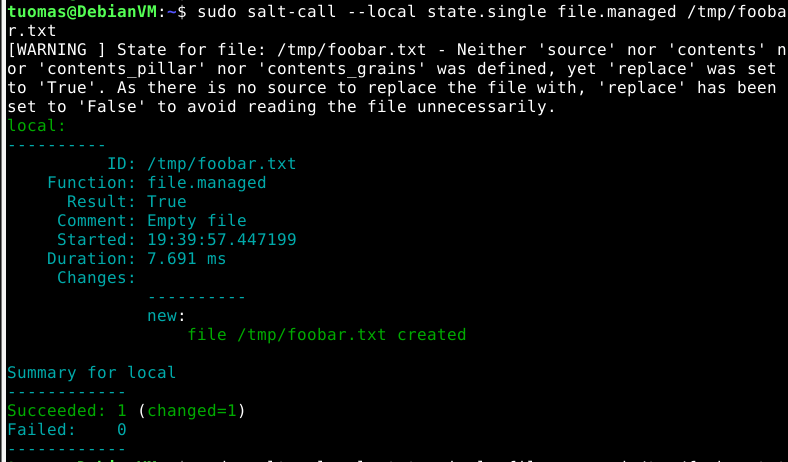 tuomas@DebianVM:~$ sudo salt-call --local state.single file.managed /tmp/fooba
r.txt
[WARNING ] State for file: /tmp/foobar.txt - Neither 'source' nor 'contents' n
or 'contents_pillar' nor 'contents_grains' was defined, yet 'replace' was set
to 'True'. As there is no source to replace the file with, 'replace' has been
set to 'False' to avoid reading the file unnecessarily.
local:
----------
          ID: /tmp/foobar.txt
    Function: file.managed
      Result: True
     Comment: Empty file
     Started: 19:39:57.447199
    Duration: 7.691 ms
     Changes:
              ----------
              new:
                  file /tmp/foobar.txt created

Summary for local
------------
Succeeded: 1 (changed=1)
Failed:    0
------------